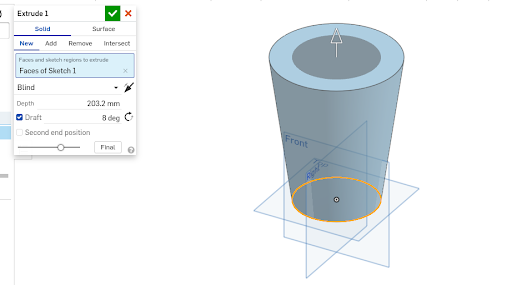 Extrude 1
Solid
Surface
New
Add
Remove
Intersect
Faces and sketch regions to extrude
Faces of Sketch 1
Blind
Depth
203.2 mm
Draft
8 deg
Second end position
Final
Front